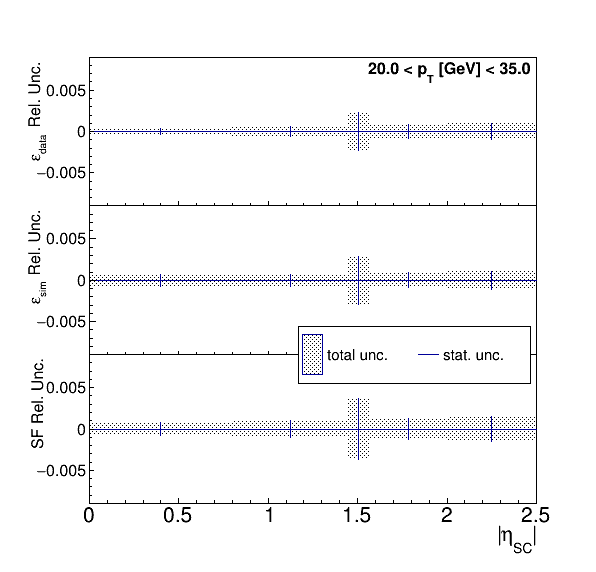 20.0 < p_T [GeV] < 35.0
ε_data Rel. Unc.
0.005
0
−0.005
ε_sim Rel. Unc.
0.005
0
−0.005
total unc.
stat. unc.
SF Rel. Unc.
0.005
0
−0.005
0 0.5 1 1.5 2 2.5
|η_SC|